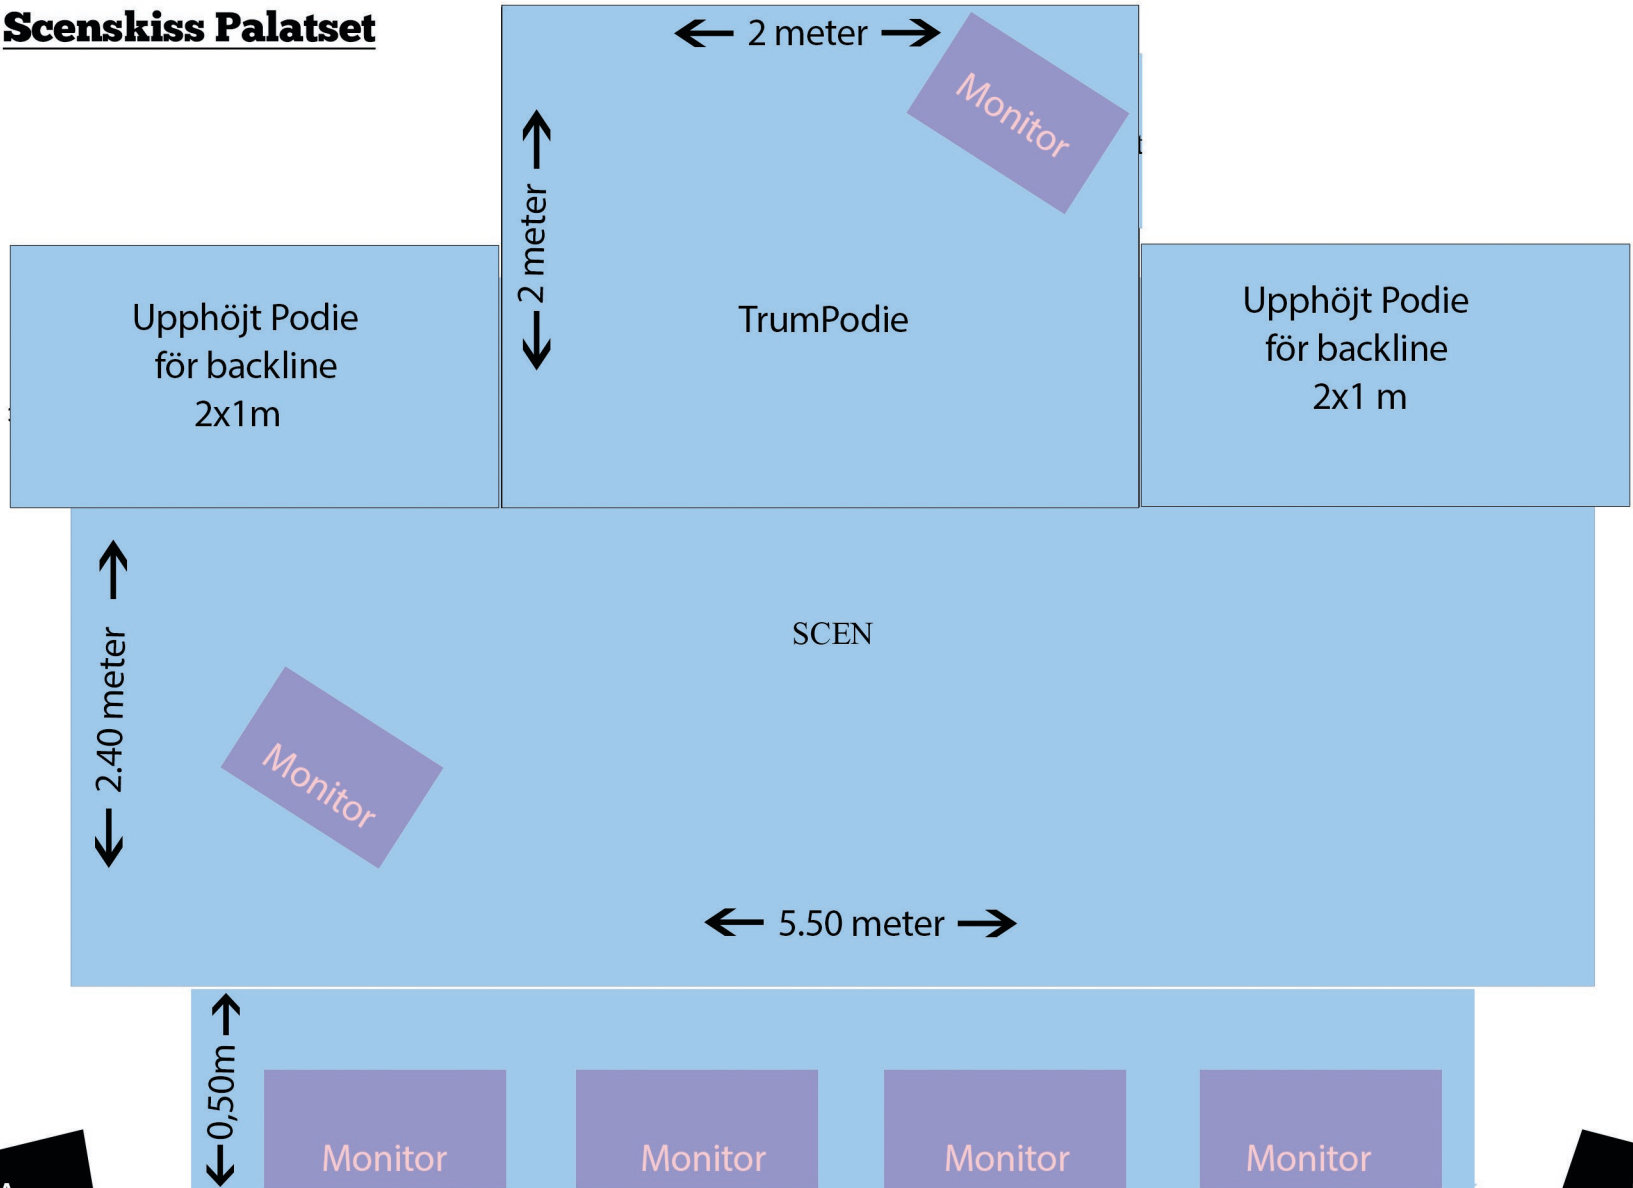 Scenskiss Palatset
2 meter
Monitor
2 meter
Upphöjt Podie
för backline
2x1m
TrumPodie
Upphöjt Podie
för backline
2x1 m
SCEN
2.40 meter
Monitor
5.50 meter
0,50m
Monitor
Monitor
Monitor
Monitor